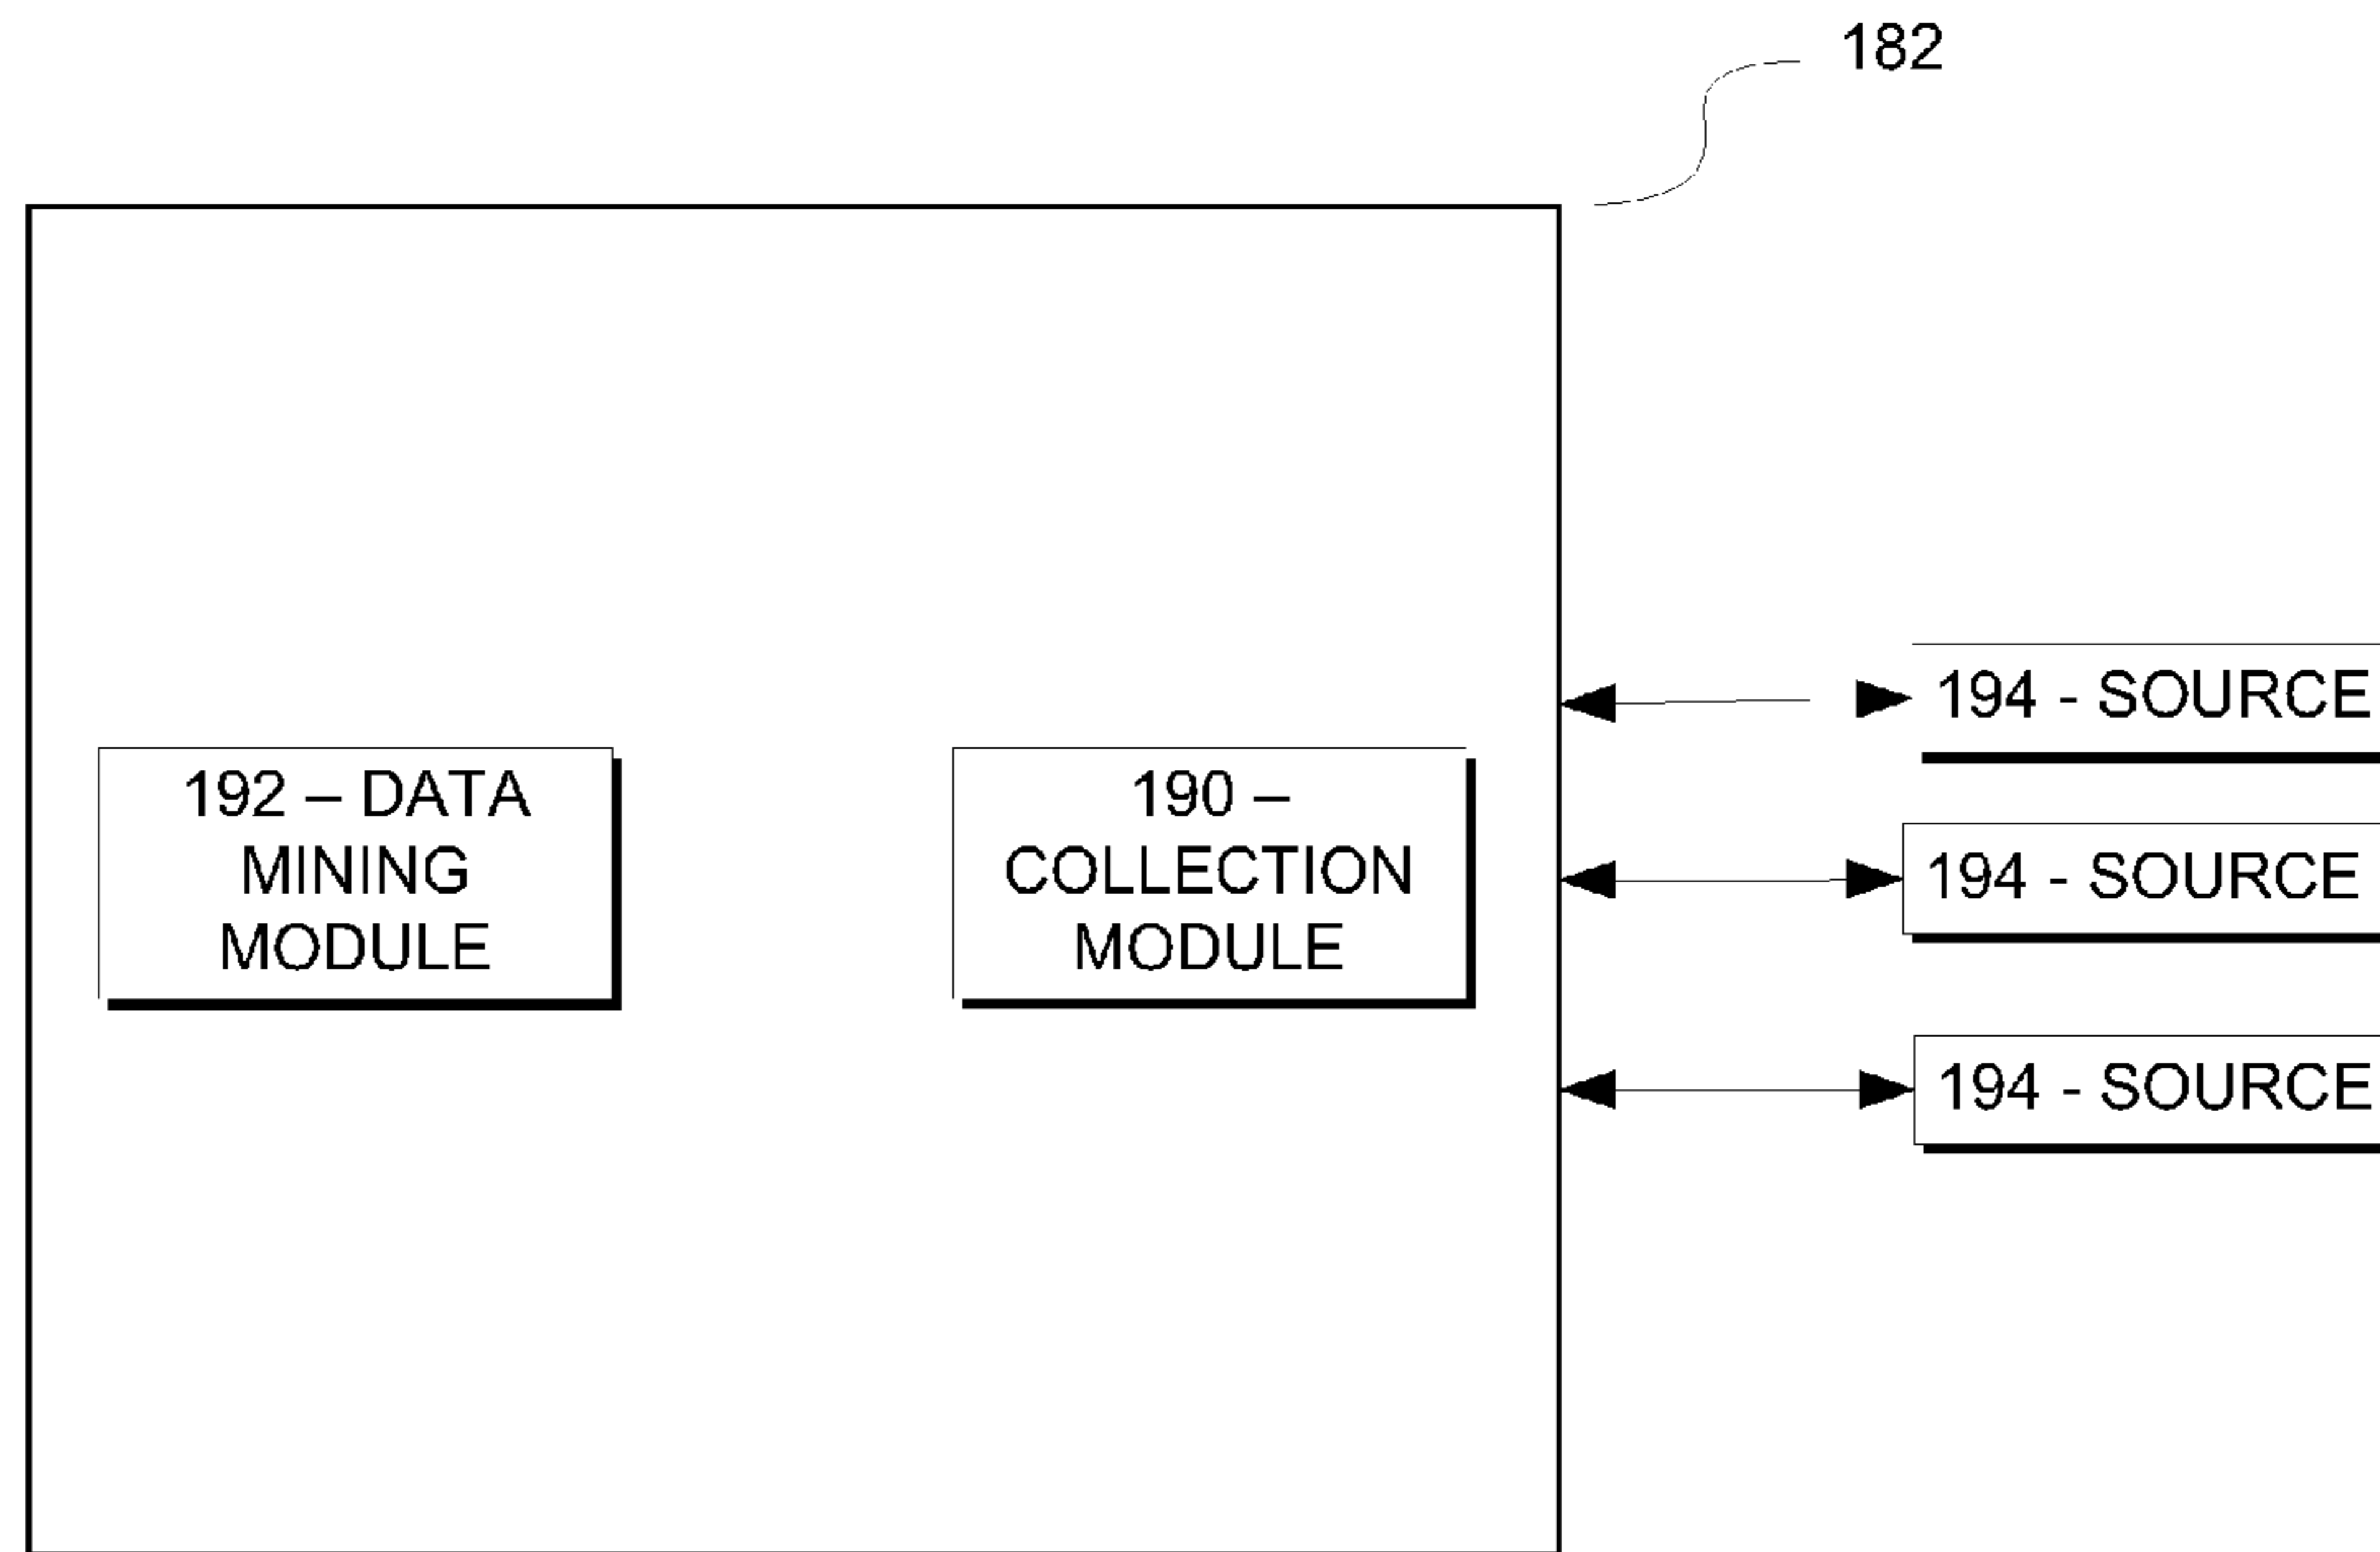 182
194 - SOURCE
192 – DATA
MINING
MODULE
190 –
COLLECTION
MODULE
194 - SOURCE
194 - SOURCE